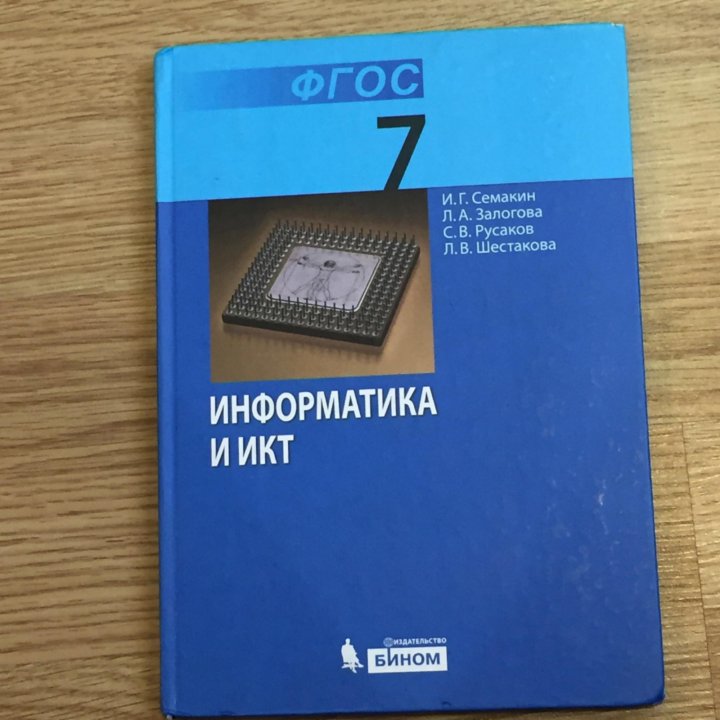 ФГОС
7
И. Г. Семакин
Л. А. Залогова
С. В. Русаков
Л. В. Шестакова
ИНФОРМАТИКА
И ИКТ
ИЗДАТЕЛЬСТВО
БИНОМ